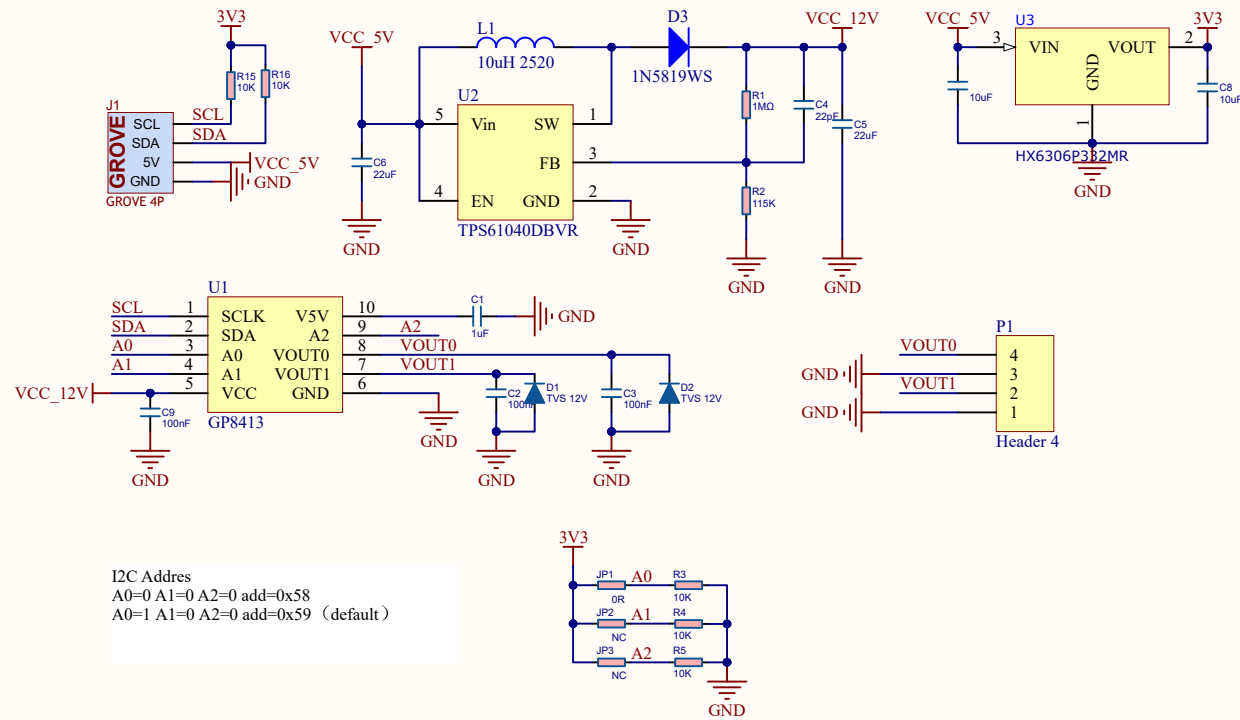 3V3
R15
10K
R16
10K
J1
GROVE
SCL
SDA
5V
GND
SCL
SDA
VCC_5V
GND
GROVE 4P
VCC_5V
L1
10uH 2520
D3
1N5819WS
VCC_12V
U2
5
Vin
SW
1
FB
3
4
EN
GND
2
TPS61040DBVR
C6
22uF
GND
GND
R1
1MΩ
C4
22pF
C5
22uF
R2
115K
GND
GND
VCC_5V
U3
3V3
3
VIN
VOUT
2
GND
1
10uF
C8
10uF
HX6306P332MR
GND
U1
SCL
1
SCLK
V5V
10
SDA
2
SDA
A2
9
A2
A0
3
A0
VOUT0
8
VOUT0
A1
4
A1
VOUT1
7
VOUT1
VCC_12V
5
VCC
GND
6
GP8413
C9
100nF
GND
C1
1uF
GND
GND
C2
100nF
D1
TVS 12V
GND
C3
100nF
D2
TVS 12V
GND
P1
VOUT0
4
GND
3
VOUT1
2
GND
1
Header 4
I2C Addres
A0=0 A1=0 A2=0 add=0x58
A0=1 A1=0 A2=0 add=0x59（default）
3V3
JP1
A0
R3
0R
10K
JP2
A1
R4
NC
10K
JP3
A2
R5
NC
10K
GND